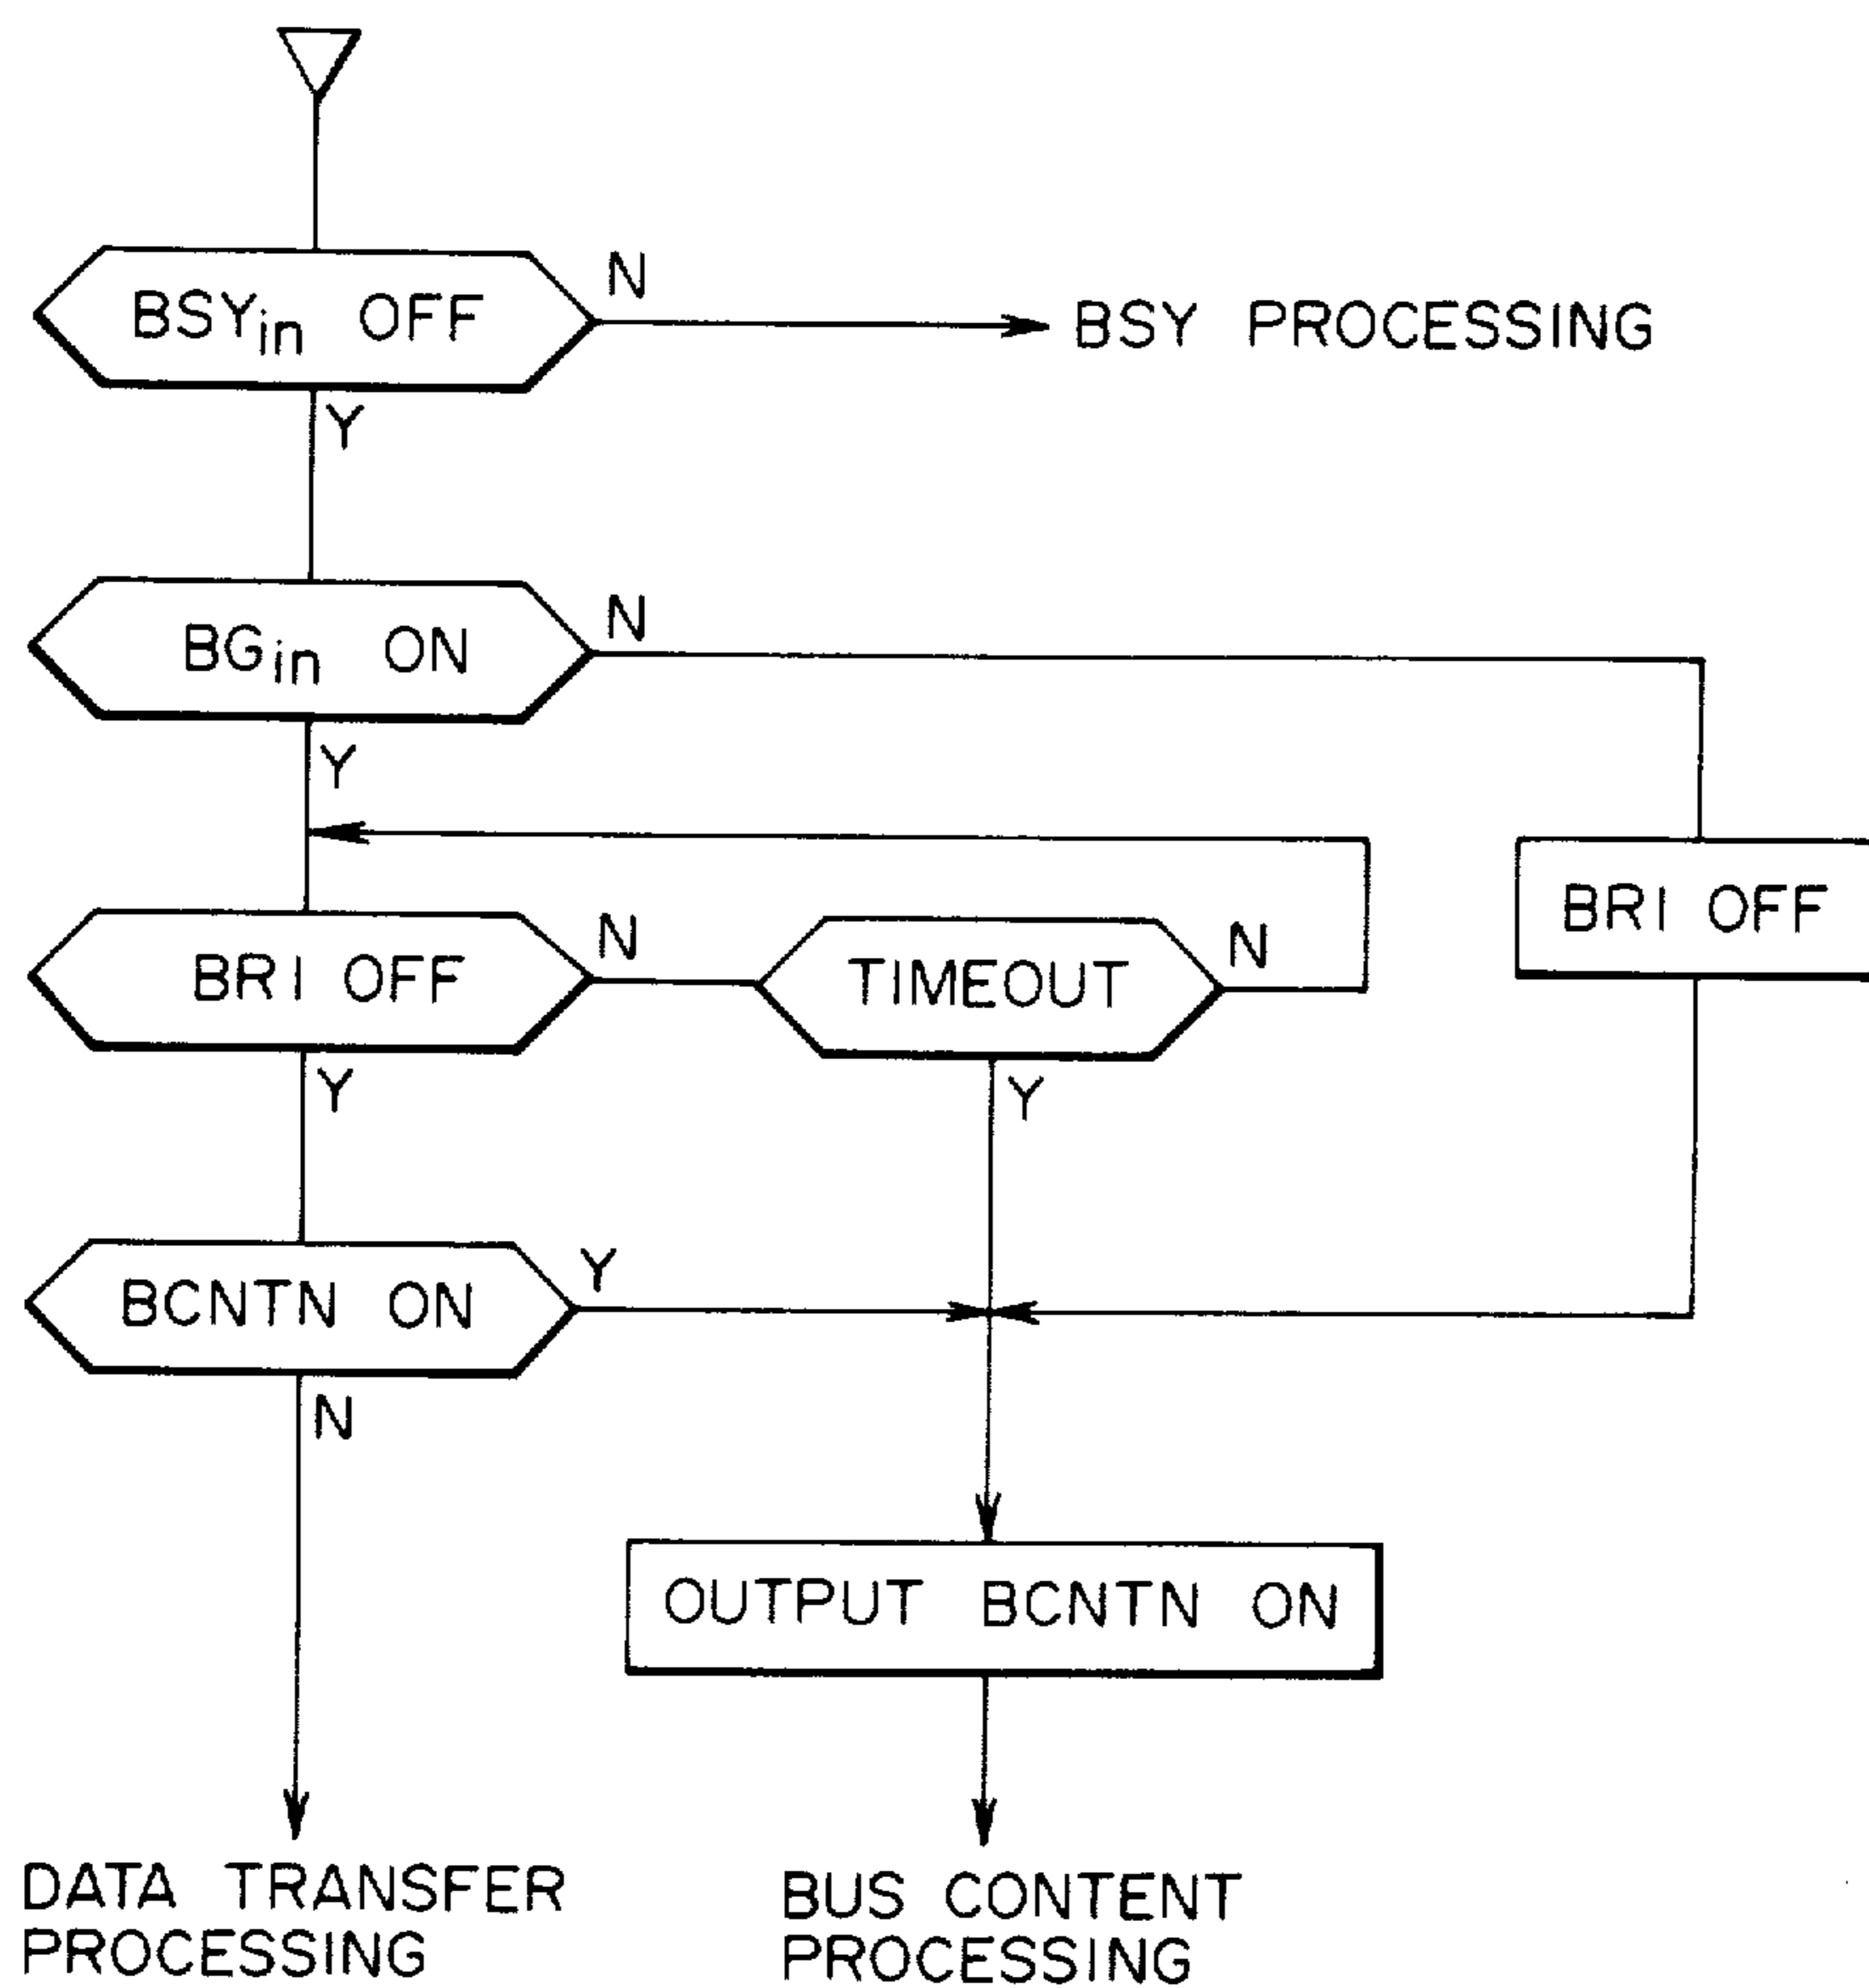 BSYin OFF
N
BSY PROCESSING
Y
BGin ON
N
Y
BRI OFF
BRI OFF
N
TIMEOUT
N
Y
Y
BCNTN ON
Y
N
OUTPUT BCNTN ON
DATA TRANSFER
PROCESSING
BUS CONTENT
PROCESSING